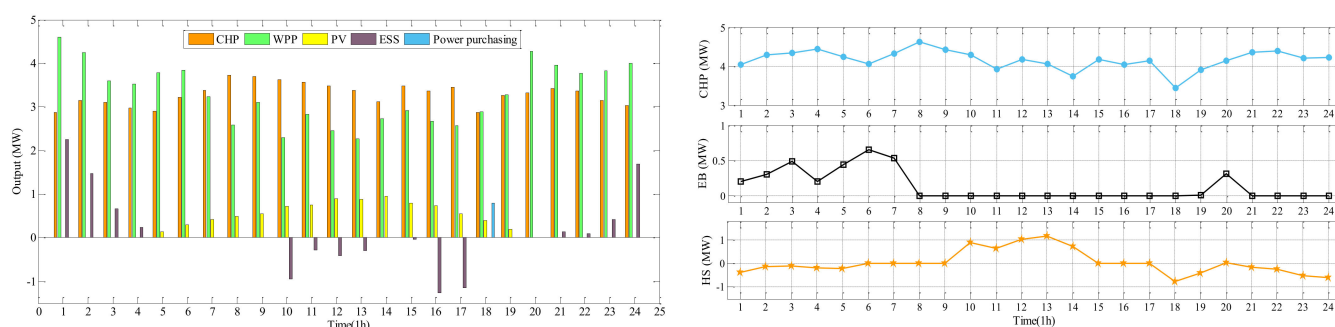 CHP WPP PV ESS Power purchasing
Output (MW)
5
4
3
2
1
0
-1
0 1 2 3 4 5 6 7 8 9 10 11 12 13 14 15 16 17 18 19 20 21 22 23 24 25
Time(1h)
CHP (MW)
5
4
3
1 2 3 4 5 6 7 8 9 10 11 12 13 14 15 16 17 18 19 20 21 22 23 24
EB (MW)
1
0.5
0
1 2 3 4 5 6 7 8 9 10 11 12 13 14 15 16 17 18 19 20 21 22 23 24
HS (MW)
1
0
-1
1 2 3 4 5 6 7 8 9 10 11 12 13 14 15 16 17 18 19 20 21 22 23 24
Time(1h)